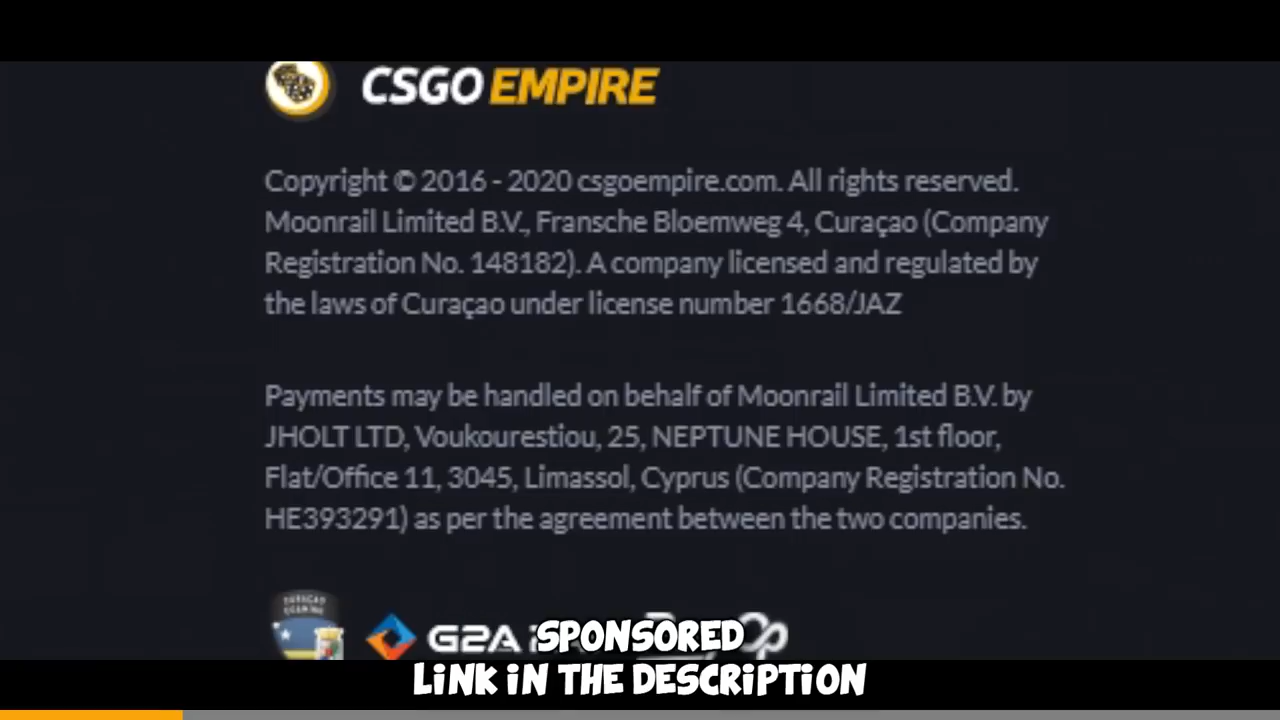 CSGO EMPIRE
Copyright © 2016 - 2020 csgoempire.com. All rights reserved.
Moonrail Limited B.V., Fransche Bloemweg 4, Curaçao (Company
Registration No. 148182). A company licensed and regulated by
the laws of Curaçao under license number 1668/JAZ
Payments may be handled on behalf of Moonrail Limited B.V. by
JHOLT LTD, Voukourestiou, 25, NEPTUNE HOUSE, 1st floor,
Flat/Office 11, 3045, Limassol, Cyprus (Company Registration No.
HE393291) as per the agreement between the two companies.
G2A
SPONSORED
LINK IN THE DESCRIPTION